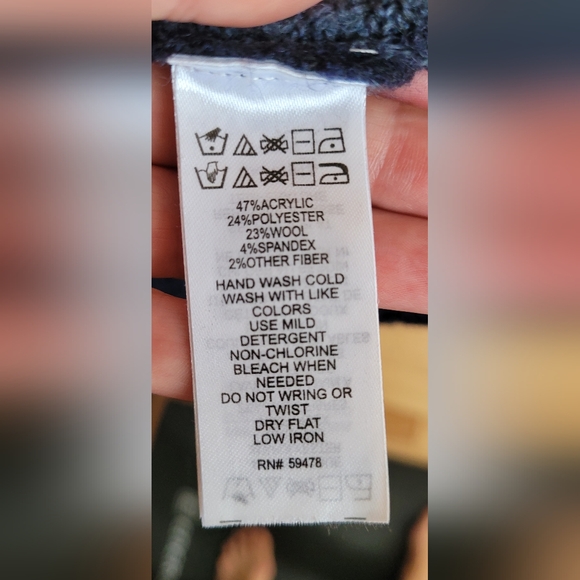 47%ACRYLIC
24%POLYESTER
23%WOOL
4%SPANDEX
2%OTHER FIBER
HAND WASH COLD
WASH WITH LIKE
COLORS
USE MILD
DETERGENT
NON-CHLORINE
BLEACH WHEN
NEEDED
DO NOT WRING OR
TWIST
DRY FLAT
LOW IRON
RN# 59478